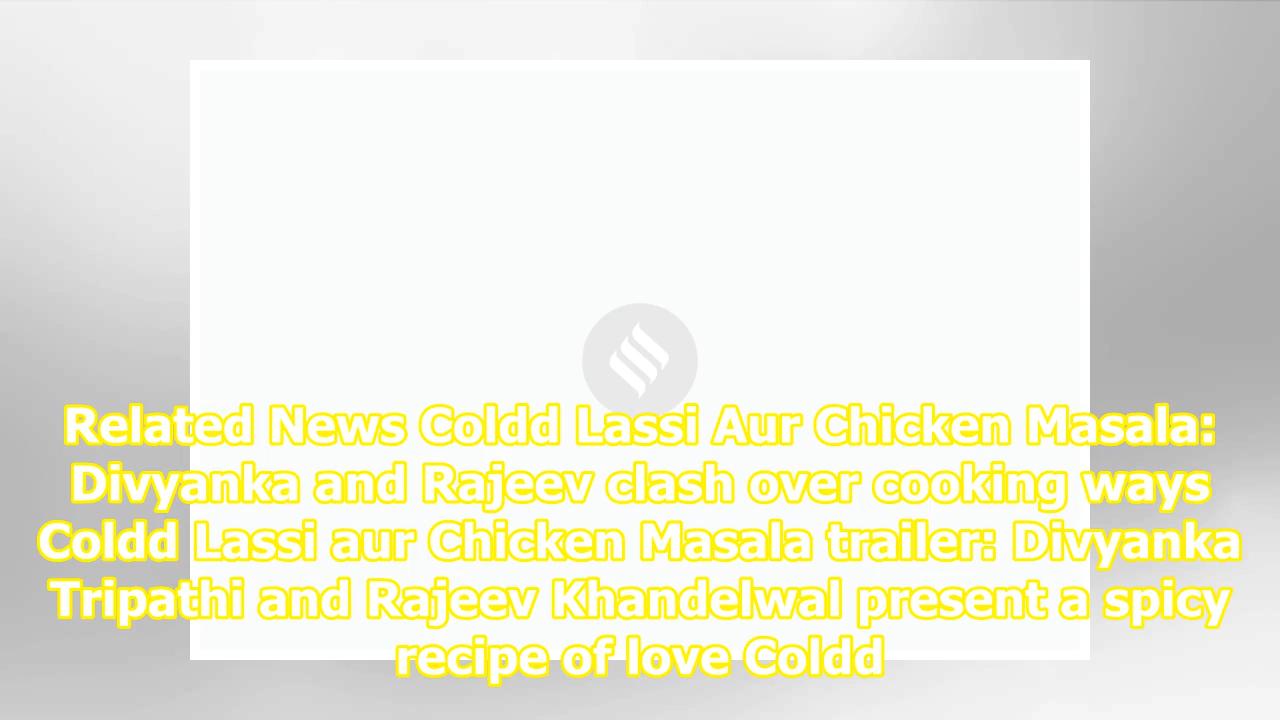 Related News Coldd Lassi Aur Chicken Masala:
Divyanka and Rajeev clash over cooking ways
Coldd Lassi aur Chicken Masala trailer: Divyanka
Tripathi and Rajeev Khandelwal present a spicy
recipe of love Coldd